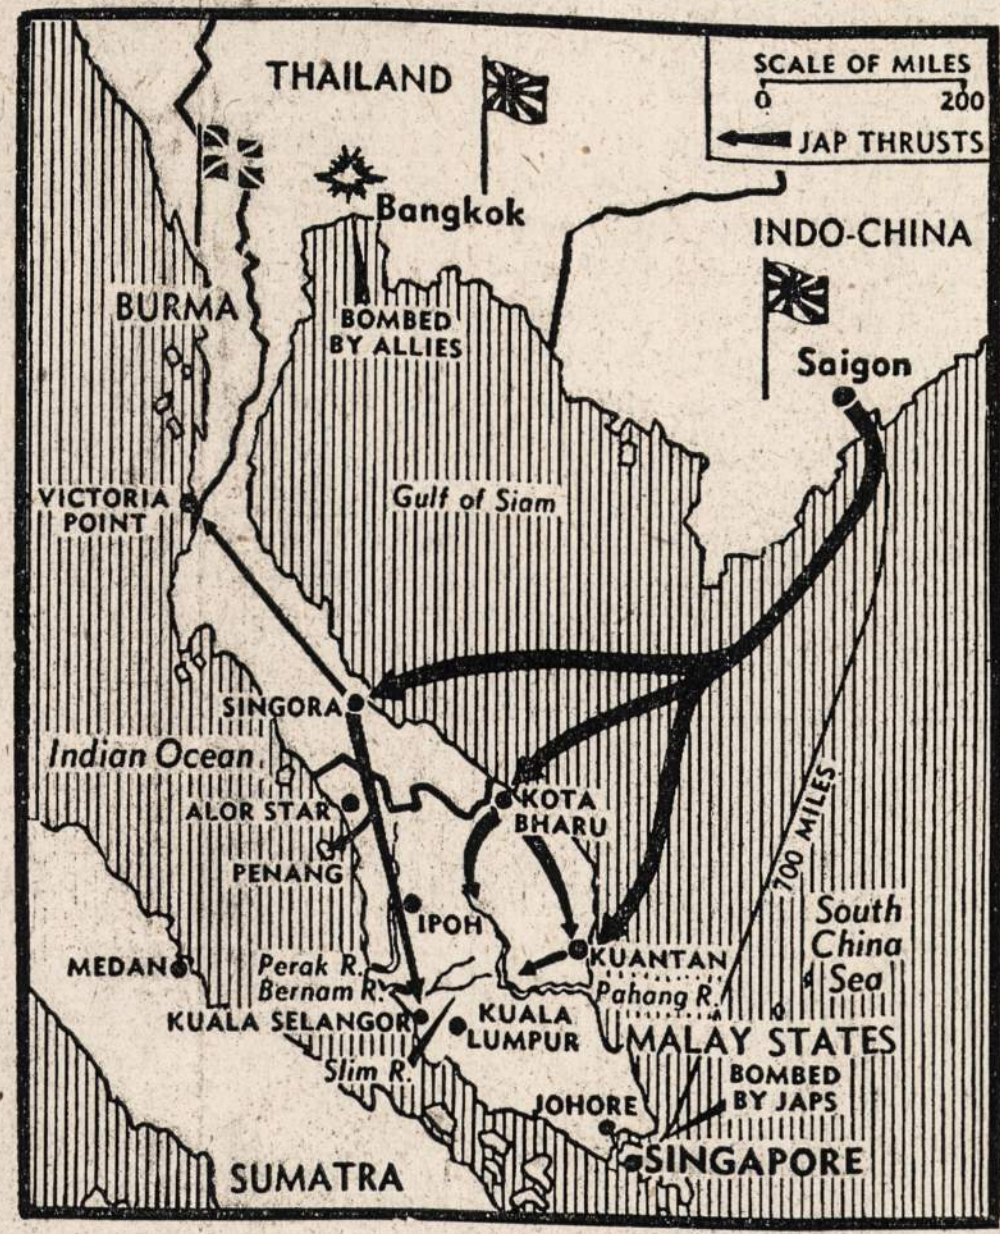 THAILAND
SCALE OF MILES
0 200
JAP THRUSTS
Bangkok
INDO-CHINA
BURMA
BOMBED
BY ALLIES
Saigon
VICTORIA
POINT
Gulf of Siam
SINGORA
Indian Ocean
ALOR STAR
KOTA
BHARU
PENANG
700 MILES
IPOH
South
China
Sea
MEDAN
Perak R.
Bernam R.
KUANTAN
Pahang R.
KUALA SELANGOR
KUALA
LUMPUR
MALAY STATES
Slim R.
BOMBED
BY JAPS
JOHORE
SINGAPORE
SUMATRA